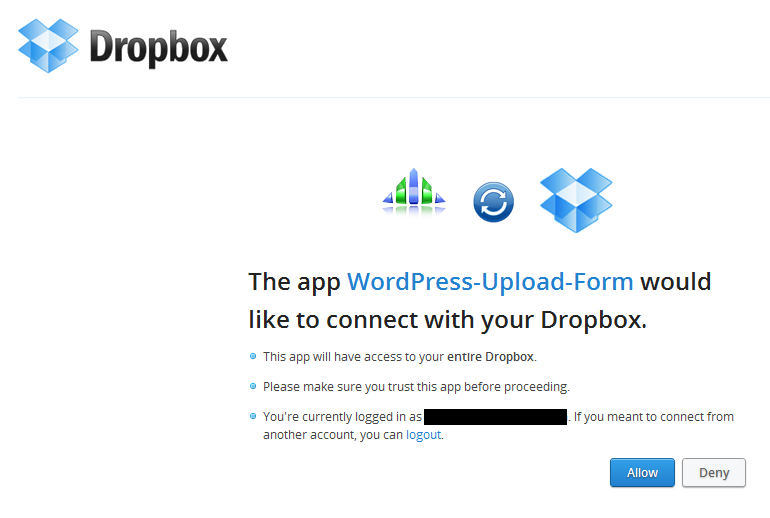 Dropbox
The app WordPress-Upload-Form would
like to connect with your Dropbox.
This app will have access to your entire Dropbox.
Please make sure you trust this app before proceeding.
You're currently logged in as . If you meant to connect from
another account, you can logout.
Allow Deny